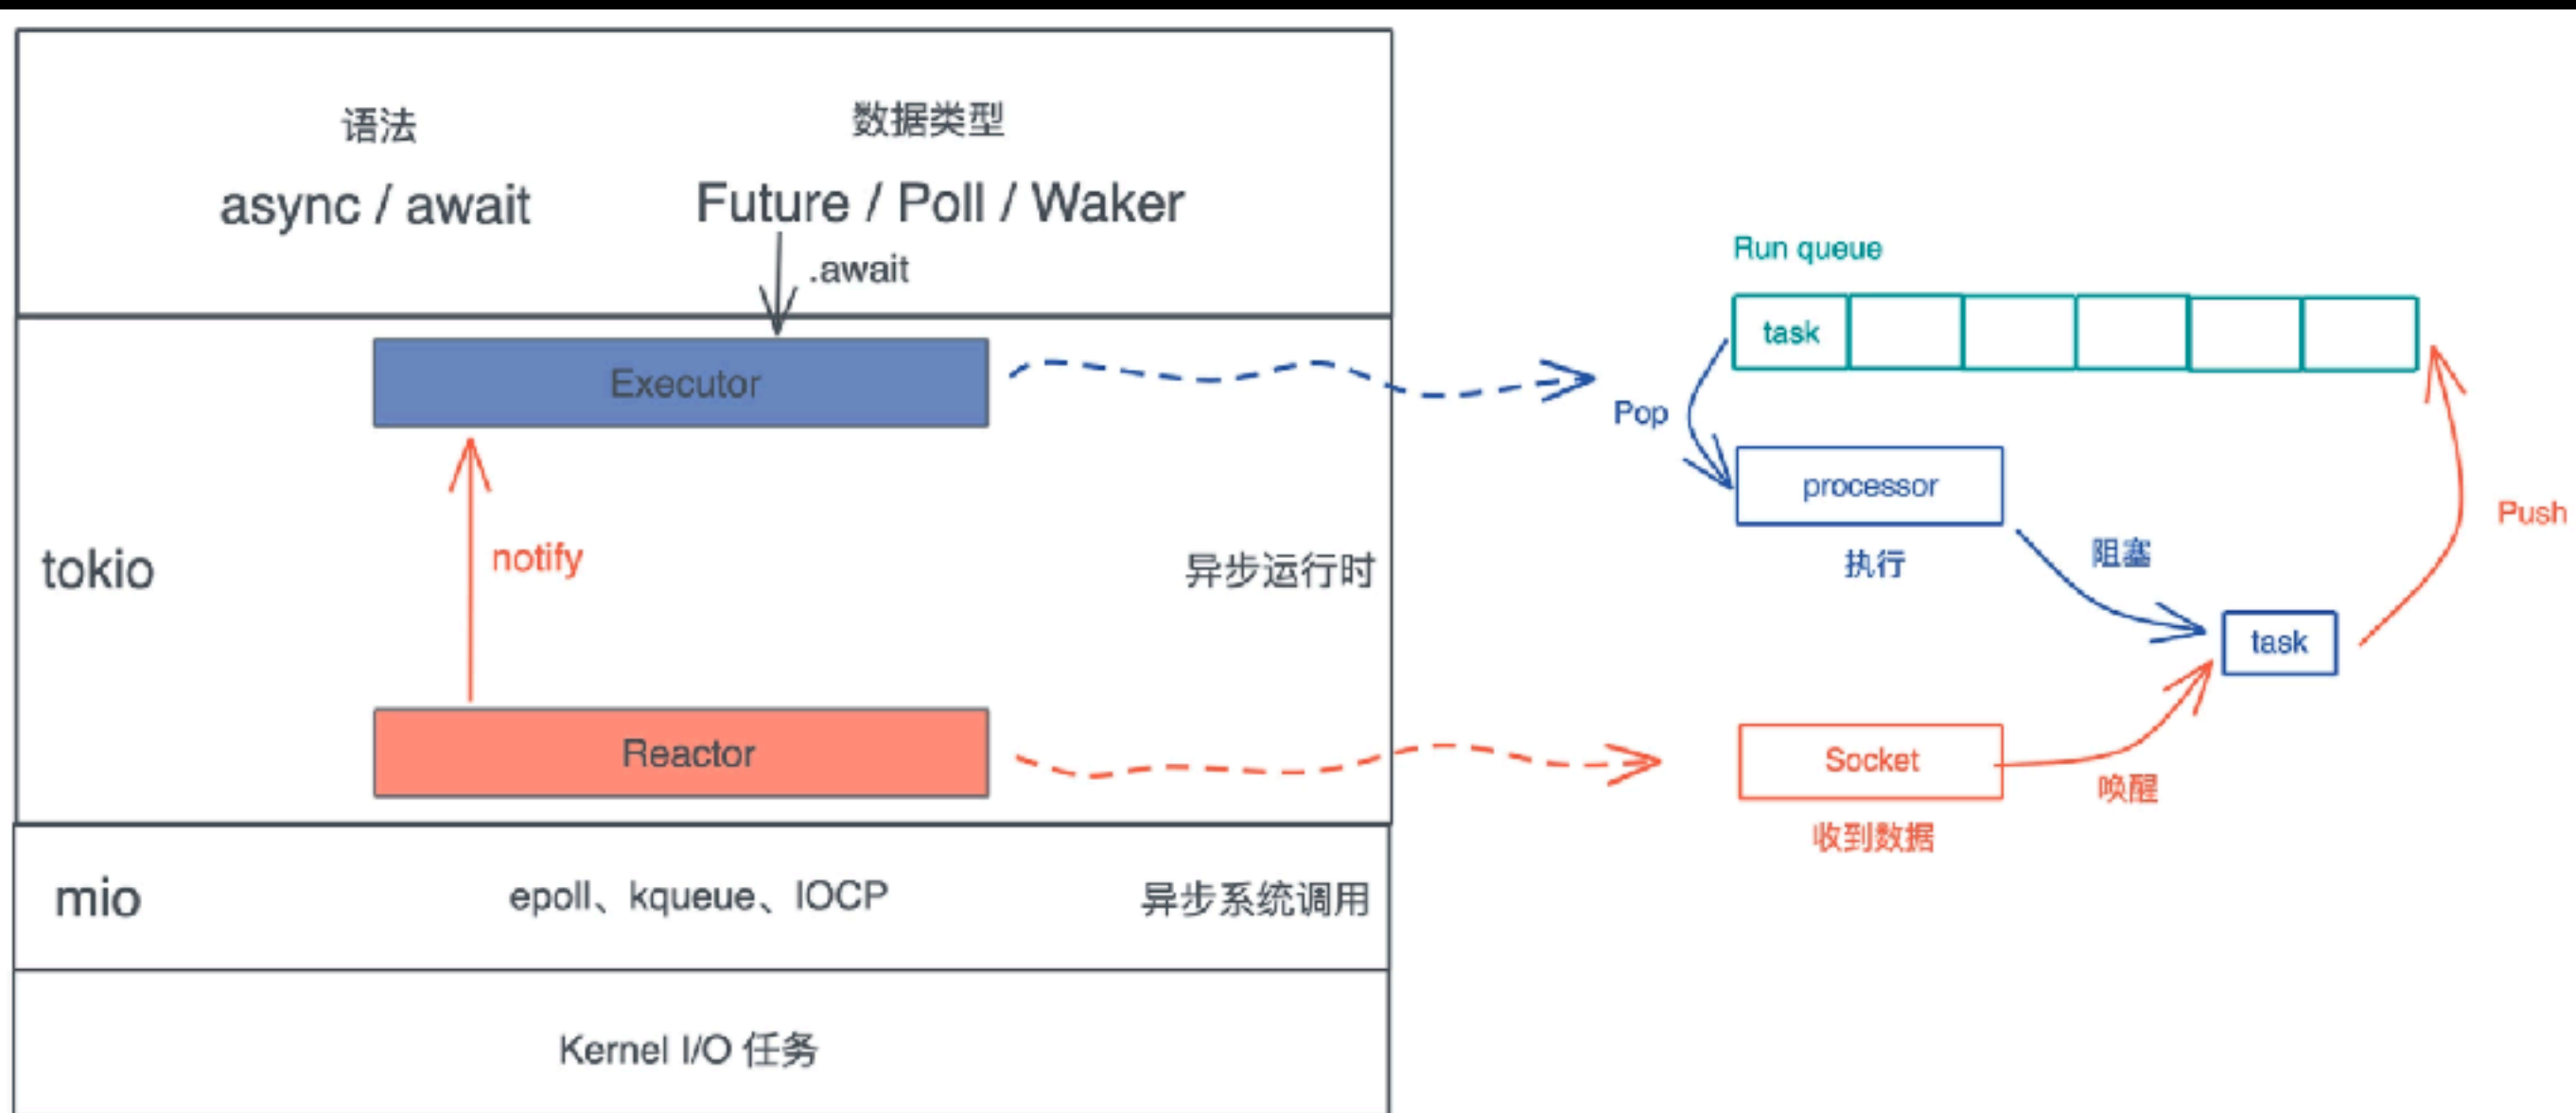 语法
数据类型
async / await
Future / Poll / Waker
.await
Executor
notify
tokio
异步运行时
Reactor
mio
epoll、kqueue、IOCP
异步系统调用
Kernel I/O 任务
Run queue
task
Pop
processor
执行
阻塞
Push
task
Socket
唤醒
收到数据